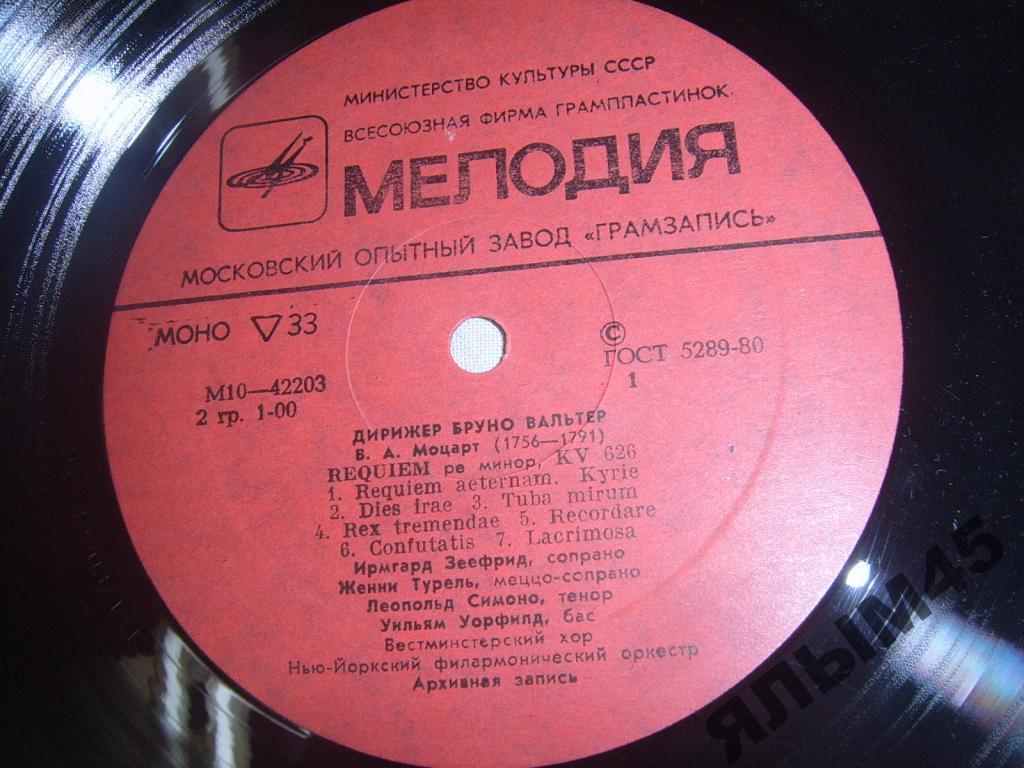 МИНИСТЕРСТВО КУЛЬТУРЫ СССР
ВСЕСОЮЗНАЯ ФИРМА ГРАМПЛАСТИНОК
МЕЛОДИЯ
МОСКОВСКИЙ ОПЫТНЫЙ ЗАВОД «ГРАМЗАПИСЬ»
МОНО ▽ 33
©
ГОСТ 5289-80
М10—42203
1
2 гр. 1-00
ДИРИЖЕР БРУНО ВАЛЬТЕР
В. А. Моцарт (1756—1791)
REQUIEM ре минор, KV 626
1. Requiem aeternam. Kyrie
2. Dies irae 3. Tuba mirum
4. Rex tremendae 5. Recordare
6. Confutatis 7. Lacrimosa
Ирмгард Зеефрид, сопрано
Женни Турель, меццо-сопрано
Леопольд Симоно, тенор
Уильям Уорфилд, бас
Вестминстерский хор
Нью-Йоркский филармонический оркестр
Архивная запись
ЯЛЫМ45